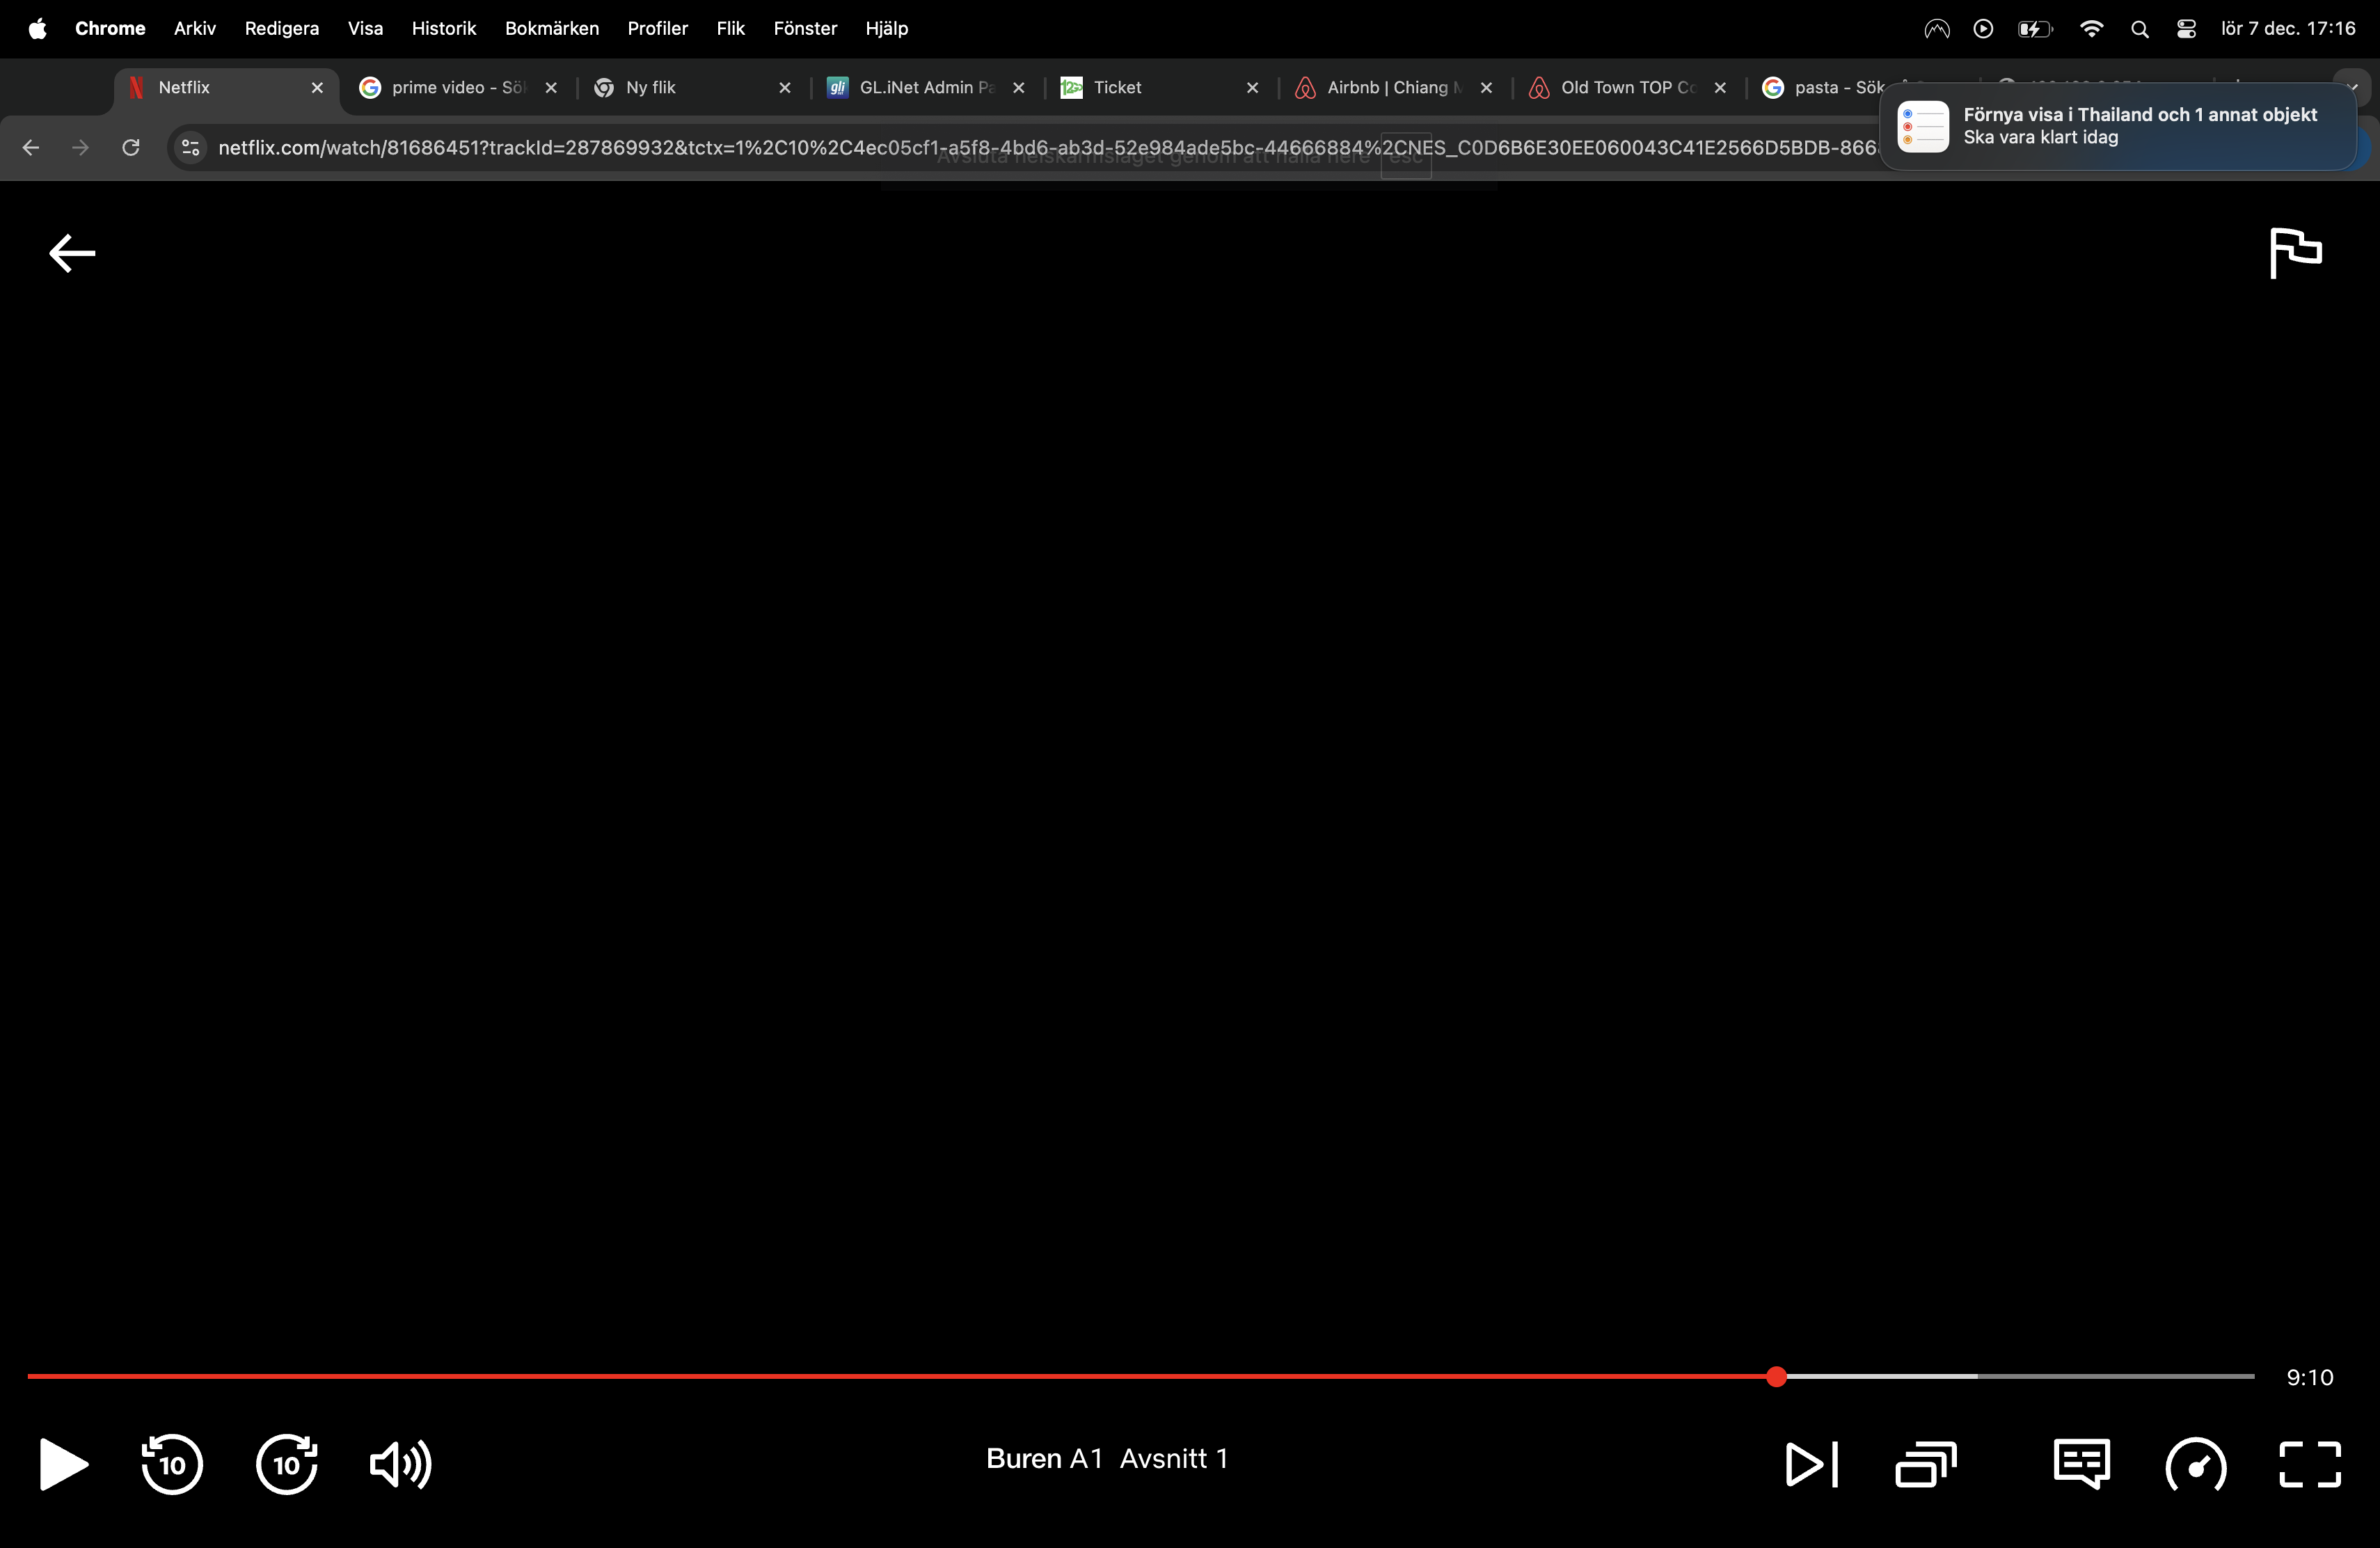 Chrome Arkiv Redigera Visa Historik Bokmärken Profiler Flik Fönster Hjälp lör 7 dec. 17:16
Netflix prime video - Sök Ny flik GL.iNet Admin Pa Ticket Airbnb | Chiang M Old Town TOP Co pasta - Sök
netflix.com/watch/81686451?trackId=287869932&tctx=1%2C10%2C4ec05cf1-a5f8-4bd6-ab3d-52e984ade5bc-44666884%2CNES_C0D6B6E30EE060043C41E2566D5BDB-866
Förnya visa i Thailand och 1 annat objekt
Ska vara klart idag
Avsluta helskärmsläget genom att hålla nere esc
9:10
10 10 Buren A1 Avsnitt 1